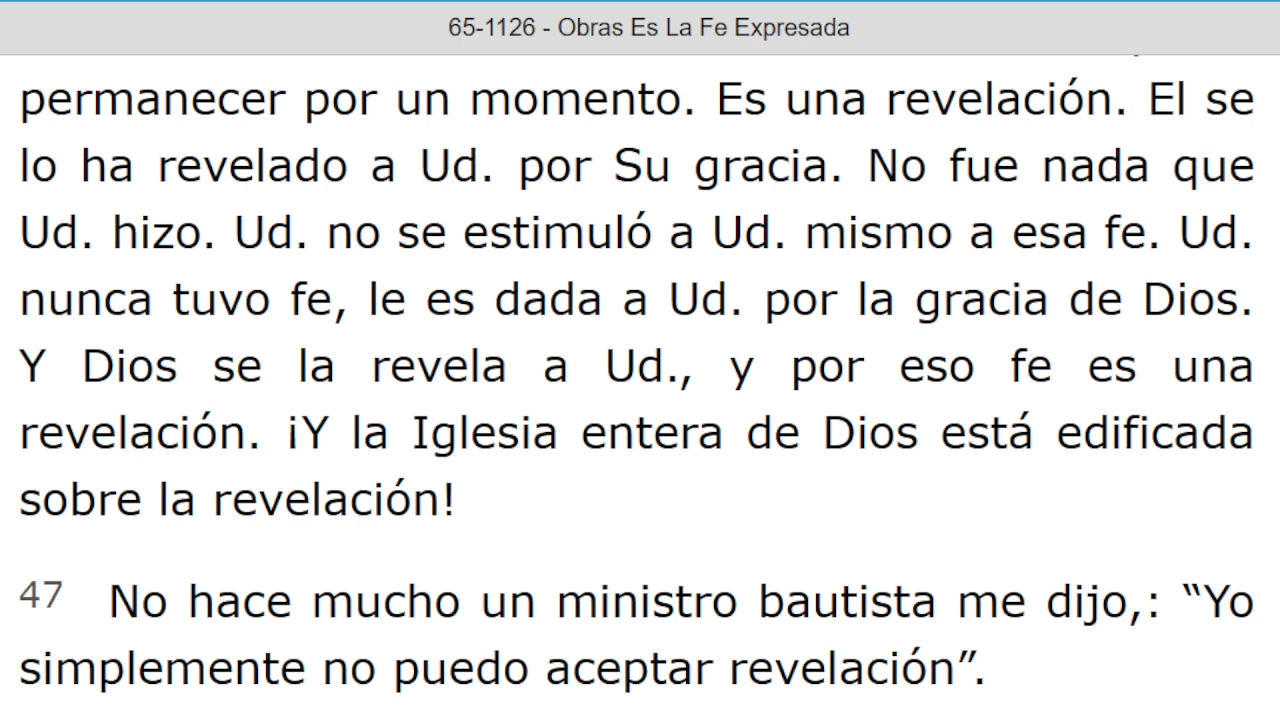 65-1126 - Obras Es La Fe Expresada
permanecer por un momento. Es una revelación. El se
lo ha revelado a Ud. por Su gracia. No fue nada que
Ud. hizo. Ud. no se estimuló a Ud. mismo a esa fe. Ud.
nunca tuvo fe, le es dada a Ud. por la gracia de Dios.
Y Dios se la revela a Ud., y por eso fe es una
revelación. ¡Y la Iglesia entera de Dios está edificada
sobre la revelación!
47 No hace mucho un ministro bautista me dijo,: “Yo
simplemente no puedo aceptar revelación”.